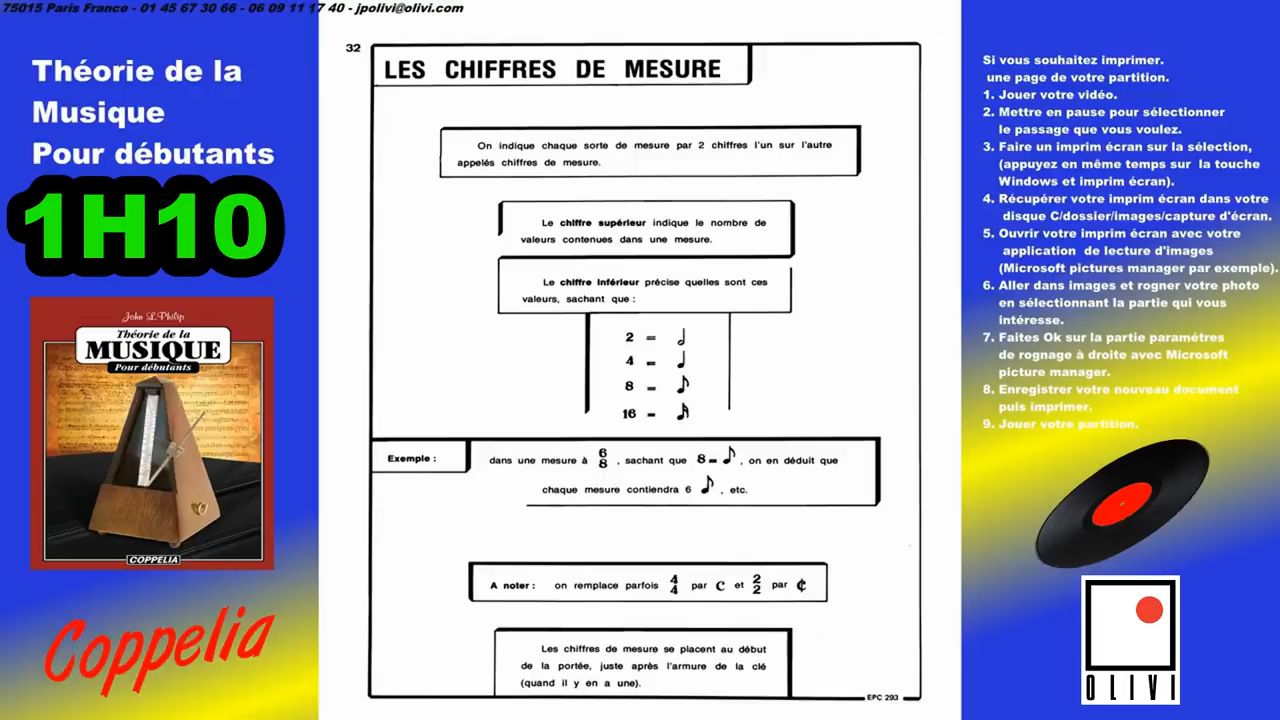 75015 Paris France - 01 45 67 30 66 - 06 09 11 17 40 - jpolivi@olivi.com
Théorie de la
Musique
Pour débutants
1H10
John L.Philip
Théorie de la
MUSIQUE
Pour débutants
COPPELIA
Coppelia
32
LES CHIFFRES DE MESURE
On indique chaque sorte de mesure par 2 chiffres l'un sur l'autre
appelés chiffres de mesure.
Le chiffre supérieur indique le nombre de
valeurs contenues dans une mesure.
Le chiffre inférieur précise quelles sont ces
valeurs, sachant que :
2 = 𝅗𝅥
4 = ♩
8 = ♪
16 = 𝅘𝅥𝅯
Exemple : dans une mesure à 6/8 , sachant que 8 = ♪ , on en déduit que
chaque mesure contiendra 6 ♪ , etc.
A noter : on remplace parfois 4/4 par C et 2/2 par ¢
Les chiffres de mesure se placent au début
de la portée, juste après l'armure de la clé
(quand il y en a une).
EPC 293
Si vous souhaitez imprimer.
une page de votre partition.
1. Jouer votre vidéo.
2. Mettre en pause pour sélectionner
le passage que vous voulez.
3. Faire un imprim écran sur la sélection,
(appuyez en même temps sur la touche
Windows et imprim écran).
4. Récupérer votre imprim écran dans votre
disque C/dossier/images/capture d'écran.
5. Ouvrir votre imprim écran avec votre
application de lecture d'images
(Microsoft pictures manager par exemple).
6. Aller dans images et rogner votre photo
en sélectionnant la partie qui vous
intéresse.
7. Faites Ok sur la partie paramétres
de rognage à droite avec Microsoft
picture manager.
8. Enregistrer votre nouveau document
puis imprimer.
9. Jouer votre partition.
OLIVI